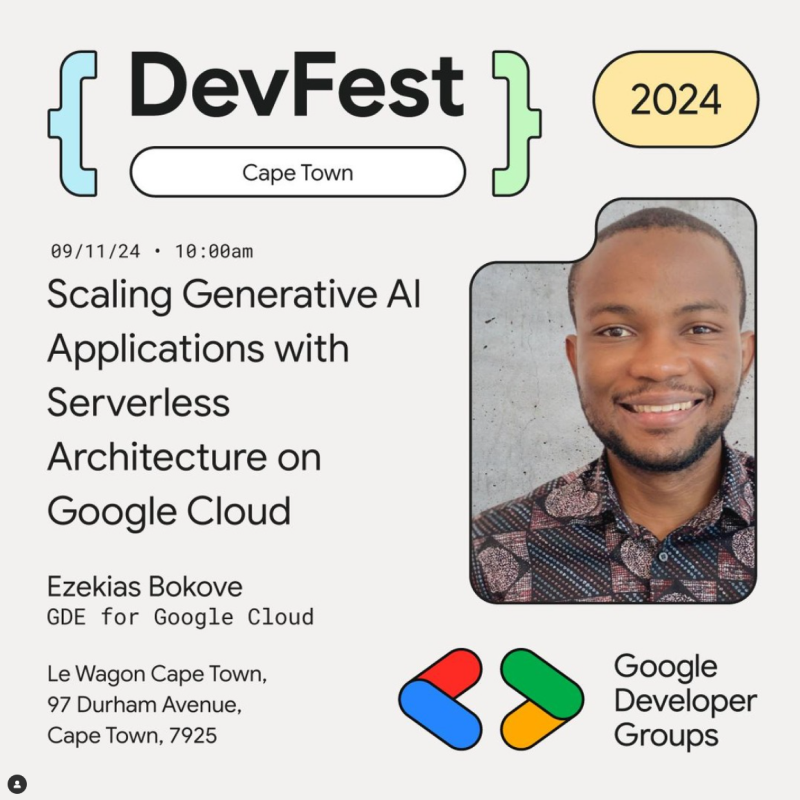 DevFest
Cape Town
2024
09/11/24 • 10:00am
Scaling Generative AI
Applications with
Serverless
Architecture on
Google Cloud
Ezekias Bokove
GDE for Google Cloud
Le Wagon Cape Town,
97 Durham Avenue,
Cape Town, 7925
Google
Developer
Groups